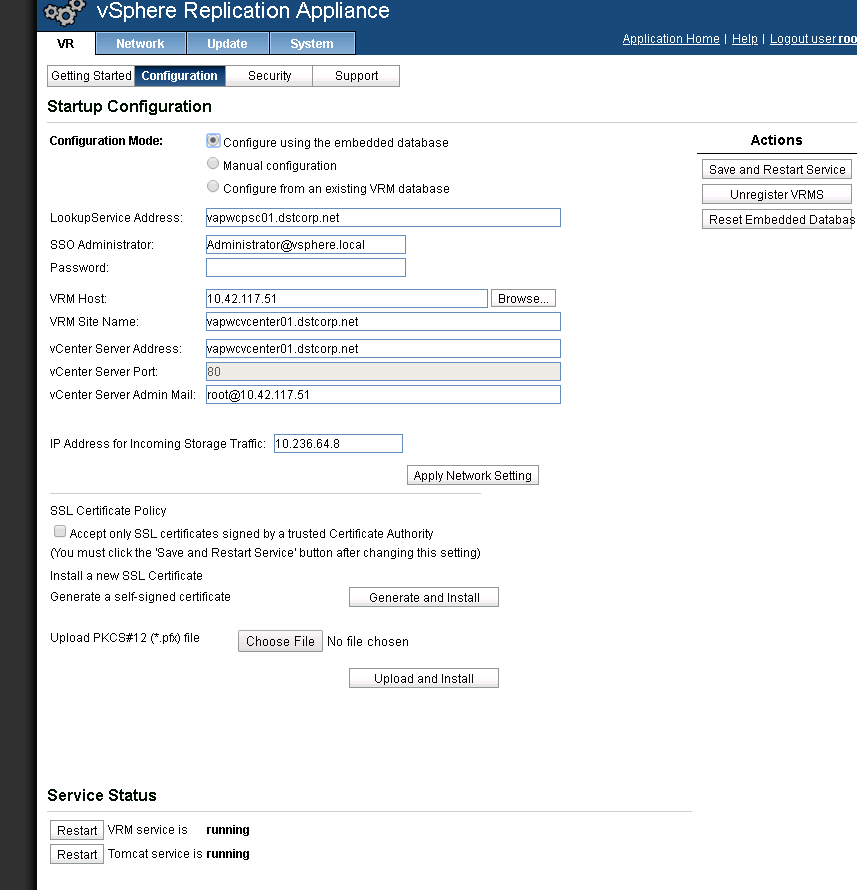 vSphere Replication Appliance
VR Network Update System
Application Home | Help | Logout user roo
Getting Started Configuration Security Support
Startup Configuration
Configuration Mode: Configure using the embedded database
Manual configuration
Configure from an existing VRM database
LookupService Address: vapwcpsc01.dstcorp.net
SSO Administrator: Administrator@vsphere.local
Password:
VRM Host: 10.42.117.51 Browse...
VRM Site Name: vapwcvcenter01.dstcorp.net
vCenter Server Address: vapwcvcenter01.dstcorp.net
vCenter Server Port: 80
vCenter Server Admin Mail: root@10.42.117.51
IP Address for Incoming Storage Traffic: 10.236.64.8
Apply Network Setting
Actions
Save and Restart Service
Unregister VRMS
Reset Embedded Databas
SSL Certificate Policy
Accept only SSL certificates signed by a trusted Certificate Authority
(You must click the 'Save and Restart Service' button after changing this setting)
Install a new SSL Certificate
Generate a self-signed certificate Generate and Install
Upload PKCS#12 (*.pfx) file Choose File No file chosen
Upload and Install
Service Status
Restart VRM service is running
Restart Tomcat service is running